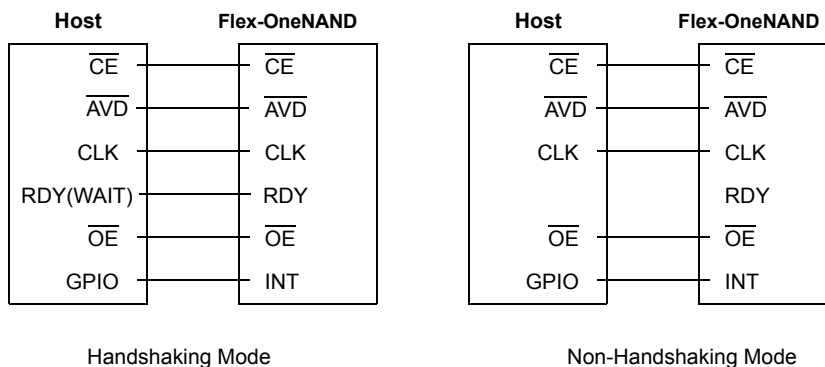 Host Flex-OneNAND Host Flex-OneNAND
CE CE CE CE
AVD AVD AVD AVD
CLK CLK CLK CLK
RDY(WAIT) RDY RDY
OE OE OE OE
GPIO INT GPIO INT
Handshaking Mode Non-Handshaking Mode